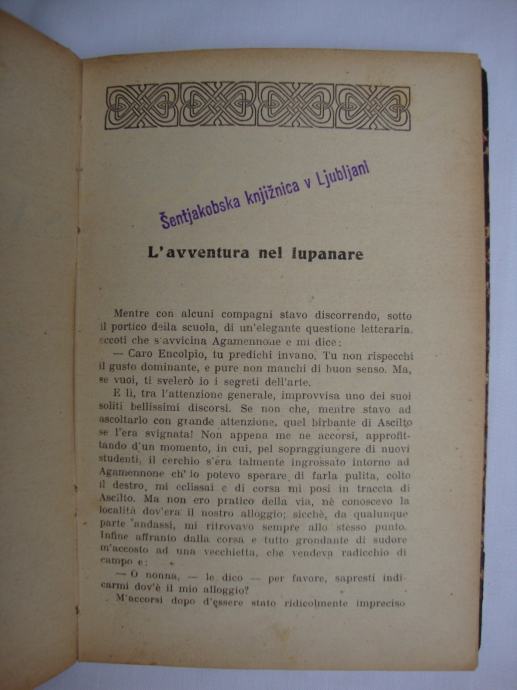 Šentjakobska knjižnica v Ljubljani
L'avventura nel lupanare
Mentre con alcuni compagni stavo discorrendo, sotto
il portico della scuola, di un'elegante questione letteraria,
eccoti che s'avvicina Agamennone e mi dice:
— Caro Encolpio, tu predichi invano. Tu non rispecchi
il gusto dominante, e pure non manchi di buon senso. Ma,
se vuoi, ti svelerò io i segreti dell'arte.
E lì, tra l'attenzione generale, improvvisa uno dei suoi
soliti bellissimi discorsi. Se non che, mentre stavo ad
ascoltarlo con grande attenzione, quel birbante di Ascilto
se l'era svignata! Non appena me ne accorsi, approfit-
tando d'un momento, in cui, pel sopraggiungere di nuovi
studenti, il cerchio s'era talmente ingrossato intorno ad
Agamennone ch'io potevo sperare di farla pulita, còlto
il destro, mi eclissai e di corsa mi posi in traccia di
Ascilto. Ma non ero pratico della via, nè conoscevo la
località dov'era il nostro alloggio; sicchè, da qualunque
parte andassi, mi ritrovavo sempre allo stesso punto.
Infine affranto dalla corsa e tutto grondante di sudore
m'accosto ad una vecchietta, che vendeva radicchio di
campo e:
— O nonna, — le dico — per favore, sapresti indi-
carmi dov'è il mio alloggio?
M'accorsi dopo d'essere stato ridicolmente impreciso